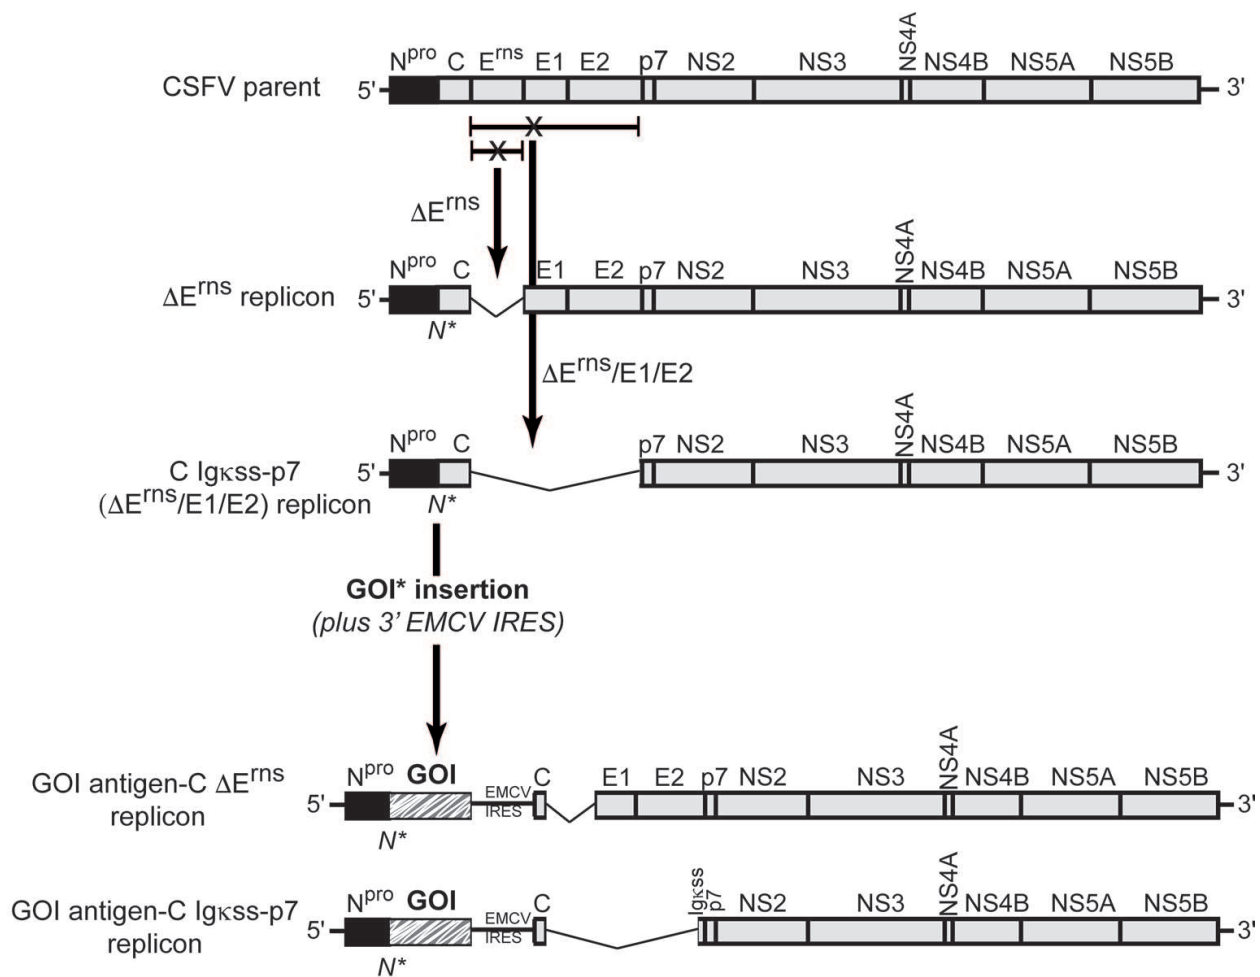 N^pro C E^rns E1 E2 p7 NS2 NS3 NS4A NS4B NS5A NS5B
CSFV parent 5' 3'
X
X
ΔE^rns
N^pro C E1 E2 p7 NS2 NS3 NS4A NS4B NS5A NS5B
ΔE^rns replicon 5' 3'
N*
ΔE^rns/E1/E2
N^pro C p7 NS2 NS3 NS4A NS4B NS5A NS5B
C Igκss-p7 5' 3'
(ΔE^rns/E1/E2) replicon N*
GOI* insertion
(plus 3’ EMCV IRES)
N^pro GOI C E1 E2 p7 NS2 NS3 NS4A NS4B NS5A NS5B
GOI antigen-C ΔE^rns 5' EMCV 3'
replicon IRES
N*
N^pro GOI C Igκss p7 NS2 NS3 NS4A NS4B NS5A NS5B
GOI antigen-C Igκss-p7 5' EMCV 3'
replicon IRES
N*